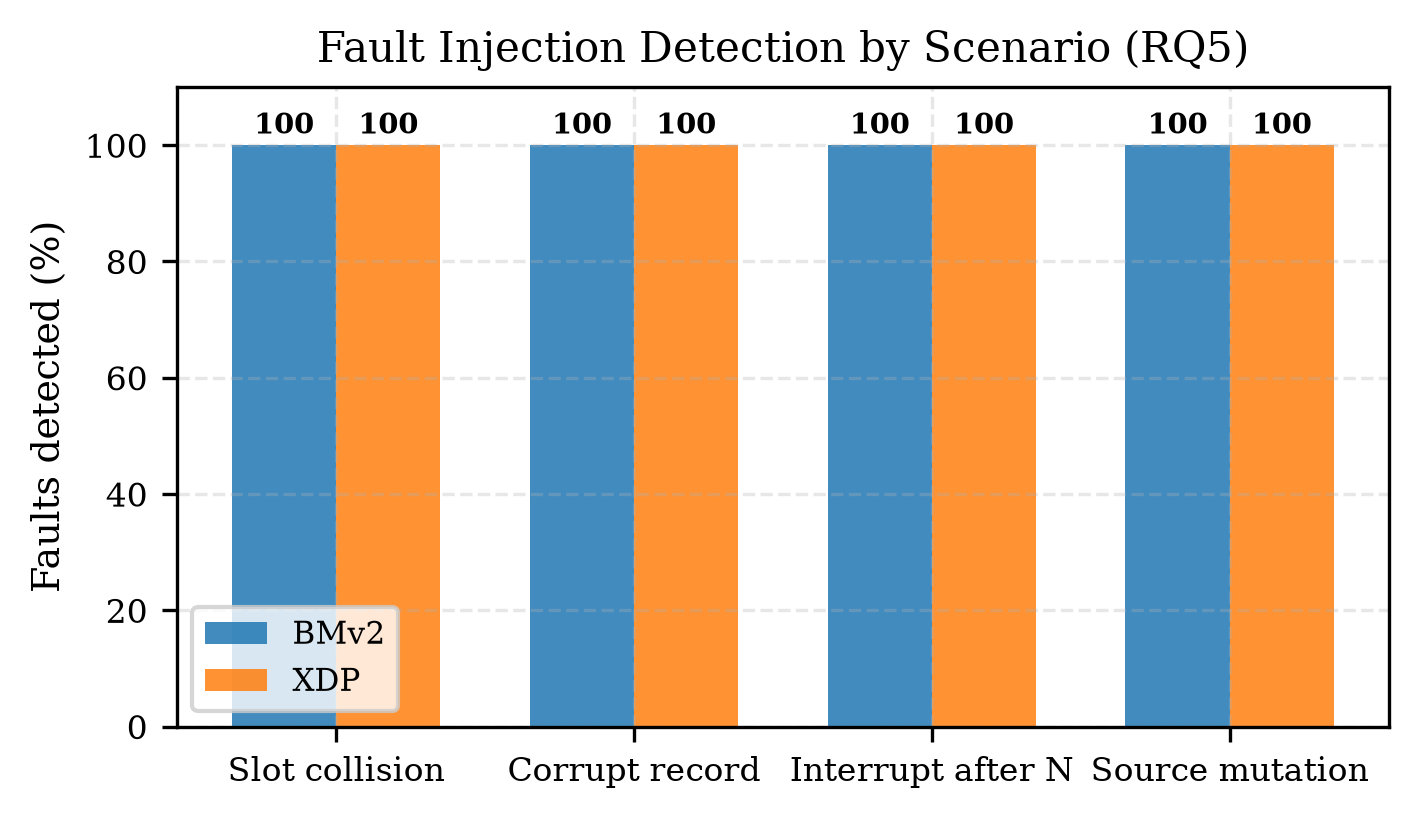 Fault Injection Detection by Scenario (RQ5)
Faults detected (%)
100
80
60
40
20
0
100 100 100 100 100 100 100 100
BMv2
XDP
Slot collision Corrupt record Interrupt after N Source mutation